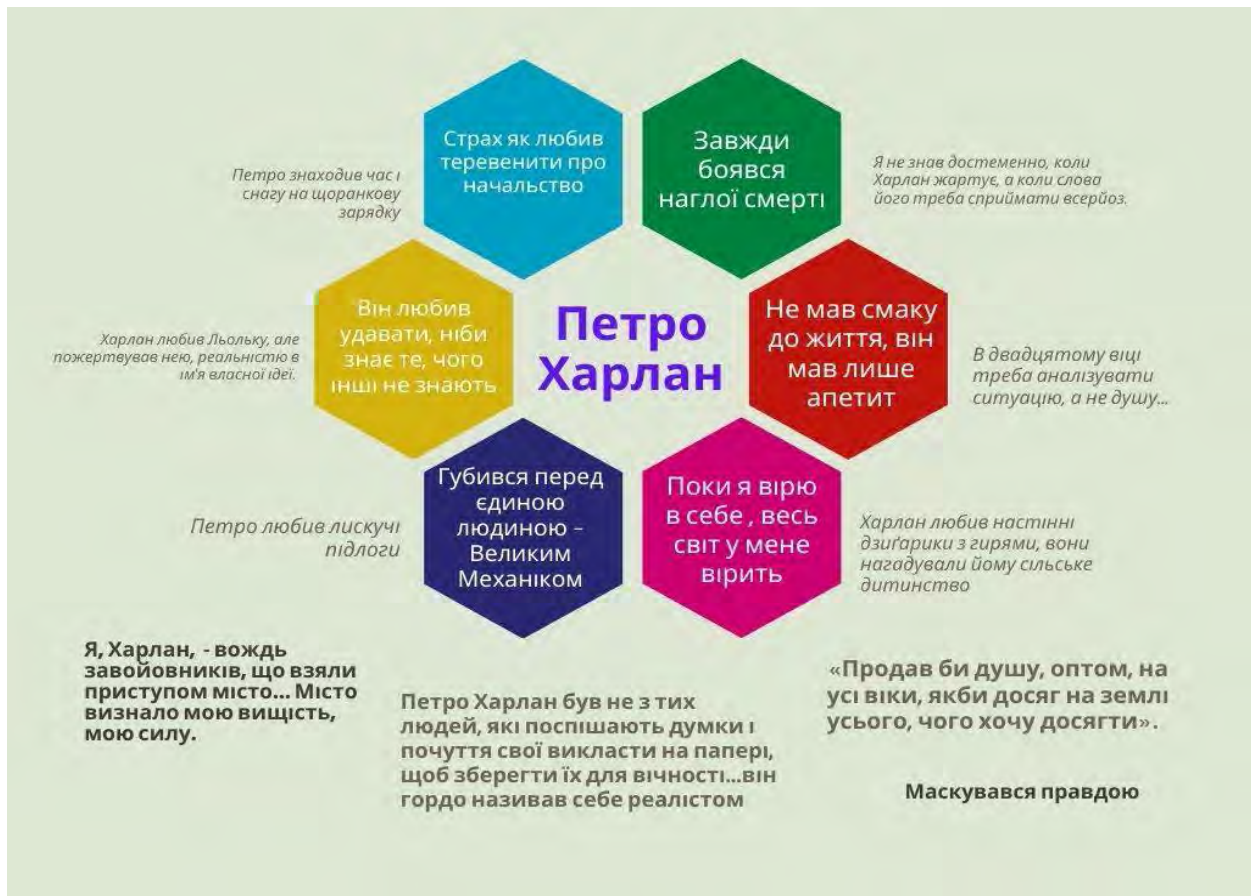 Страх як любив
теревенити про
начальство
Завжди
боявся
наглої смерті
Петро знаходив час і
снагу на щоранкову
зарядку
Я не знав достеменно, коли
Харлан жартує, а коли слова
його треба сприймати всерйоз.
Він любив
удавати, ніби
знає те, чого
інші не знають
Петро
Харлан
Не мав смаку
до життя, він
мав лише
апетит
Харлан любив Льольку, але
пожертвував нею, реальністю в
ім'я власної ідеї.
В двадцятому віці
треба аналізувати
ситуацію, а не душу...
Губився перед
єдиною
людиною –
Великим
Механіком
Поки я вірю
в себе , весь
світ у мене
вірить
Петро любив лискучі
підлоги
Харлан любив настінні
дзиґарики з гирями, вони
нагадували йому сільське
дитинство
Я, Харлан, - вождь
завойовників, що взяли
приступом місто... Місто
визнало мою вищість,
мою силу.
Петро Харлан був не з тих
людей, які поспішають думки і
почуття свої викласти на папері,
щоб зберегти їх для вічності...він
гордо називав себе реалістом
«Продав би душу, оптом, на
усі віки, якби досяг на землі
усього, чого хочу досягти».
Маскувався правдою